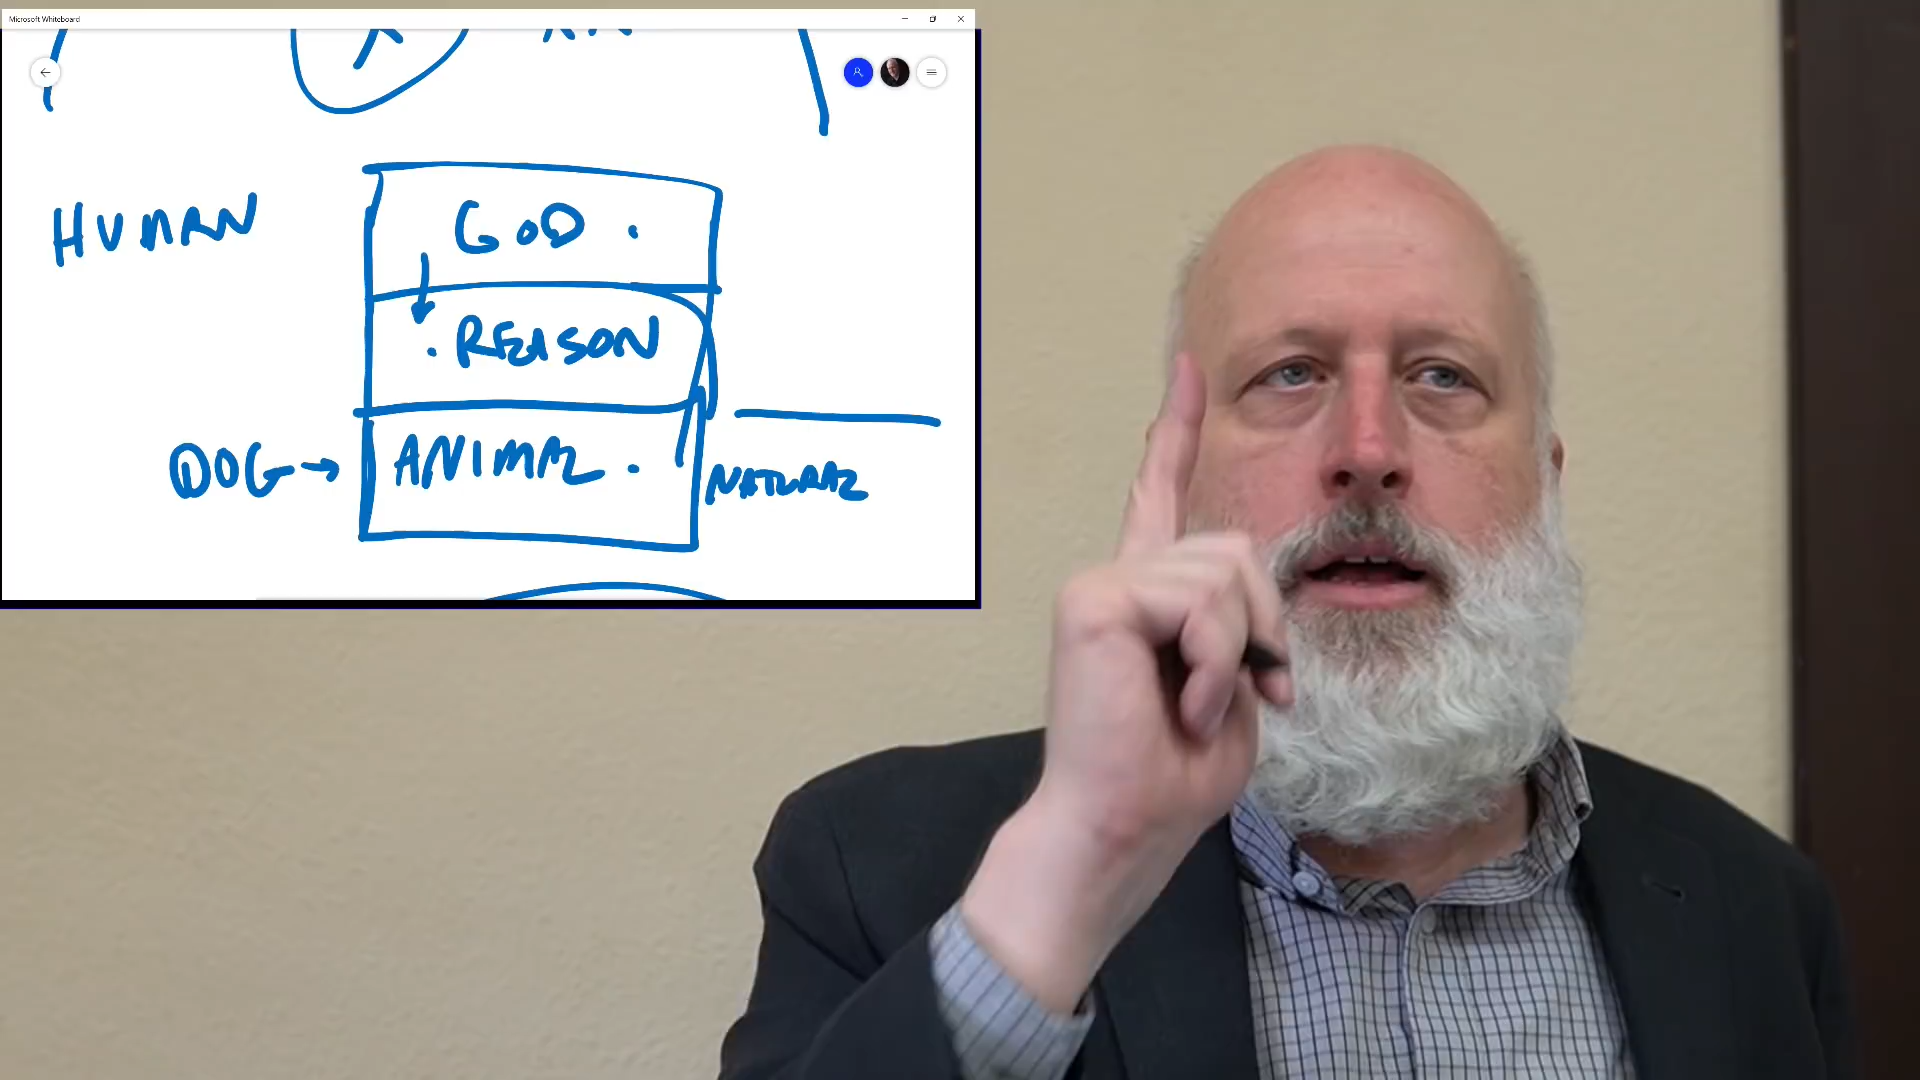 Microsoft Whiteboard
HUMAN
GOD
REASON
DOG → ANIMAL
NATURAL